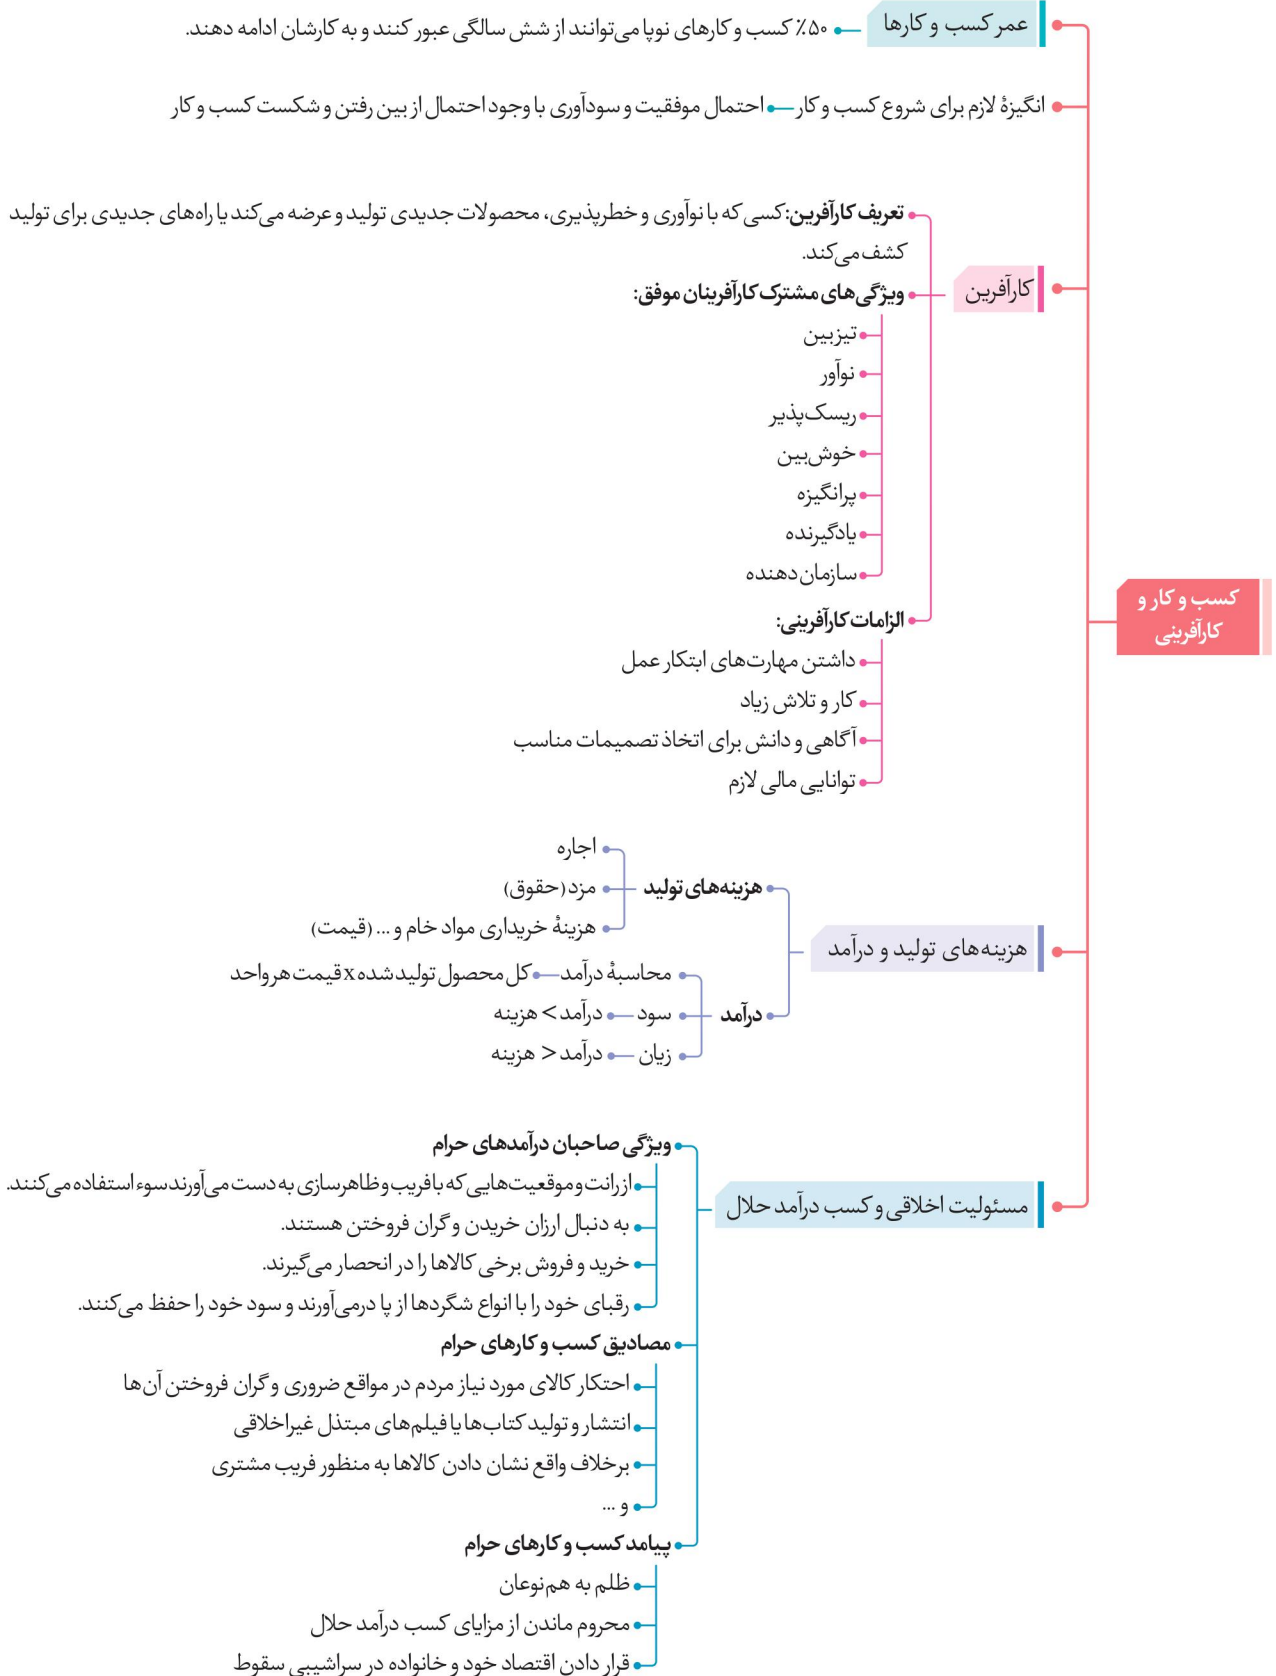 عمر کسب و کارها
۵۰٪ کسب و کارهای نوپا می‌توانند از شش سالگی عبور کنند و به کارشان ادامه دهند.
انگیزهٔ لازم برای شروع کسب و کار
احتمال موفقیت و سودآوری با وجود احتمال از بین رفتن و شکست کسب و کار
کسب و کار و
کارآفرینی
کارآفرین
تعریف کارآفرین: کسی که با نوآوری و خطرپذیری، محصولات جدیدی تولید و عرضه می‌کند یا راه‌های جدیدی برای تولید
کشف می‌کند.
ویژگی‌های مشترک کارآفرینان موفق:
تیزبین
نوآور
ریسک‌پذیر
خوش‌بین
پرانگیزه
یادگیرنده
سازمان‌دهنده
الزامات کارآفرینی:
داشتن مهارت‌های ابتکار عمل
کار و تلاش زیاد
آگاهی و دانش برای اتخاذ تصمیمات مناسب
توانایی مالی لازم
هزینه‌های تولید و درآمد
هزینه‌های تولید
اجاره
مزد (حقوق)
هزینهٔ خریداری مواد خام و ... (قیمت)
درآمد
محاسبهٔ درآمد
کل محصول تولید شده x قیمت هر واحد
سود
درآمد > هزینه
زیان
درآمد < هزینه
مسئولیت اخلاقی و کسب درآمد حلال
ویژگی صاحبان درآمدهای حرام
از رانت و موقعیت‌هایی که با فریب و ظاهرسازی به دست می‌آورند سوء استفاده می‌کنند.
به دنبال ارزان خریدن و گران فروختن هستند.
خرید و فروش برخی کالاها را در انحصار می‌گیرند.
رقبای خود را با انواع شگردها از پا درمی‌آورند و سود خود را حفظ می‌کنند.
مصادیق کسب و کارهای حرام
احتکار کالای مورد نیاز مردم در مواقع ضروری و گران فروختن آن‌ها
انتشار و تولید کتاب‌ها یا فیلم‌های مبتذل غیراخلاقی
برخلاف واقع نشان دادن کالاها به منظور فریب مشتری
و ...
پیامد کسب و کارهای حرام
ظلم به هم‌نوعان
محروم ماندن از مزایای کسب درآمد حلال
قرار دادن اقتصاد خود و خانواده در سراشیبی سقوط